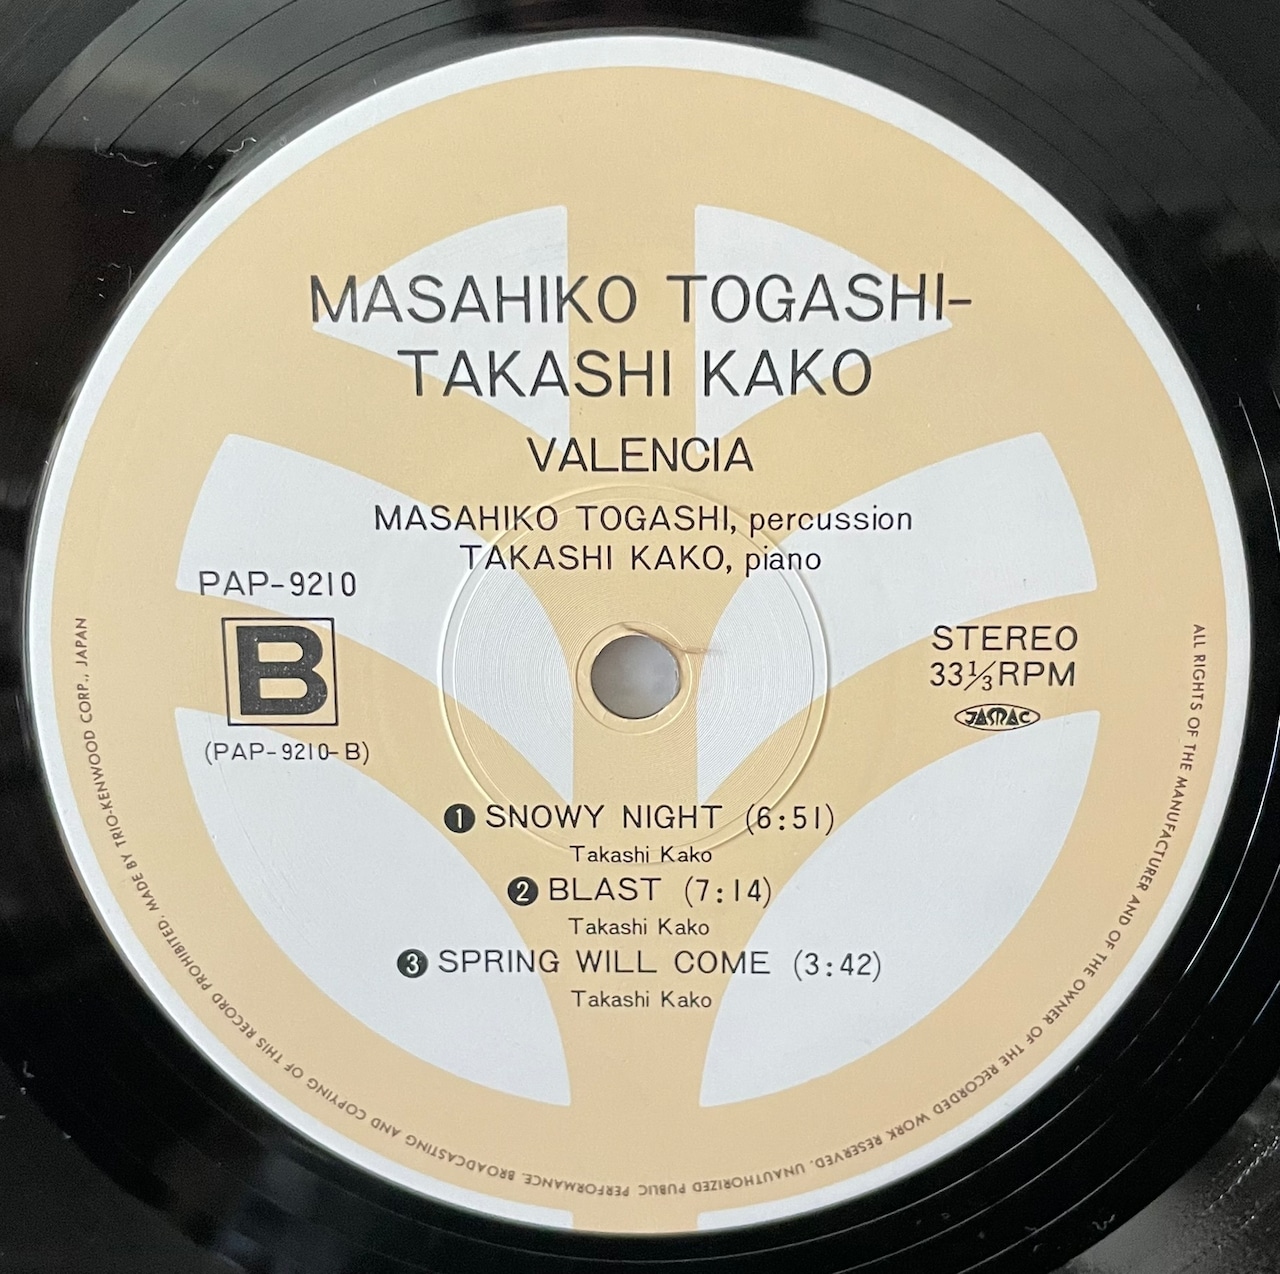 MASAHIKO TOGASHI-
TAKASHI KAKO
VALENCIA
MASAHIKO TOGASHI, percussion
TAKASHI KAKO, piano
PAP-9210
B
(PAP-9210-B)
STEREO
33⅓RPM
JASRAC
❶ SNOWY NIGHT (6:51)
Takashi Kako
❷ BLAST (7:14)
Takashi Kako
❸ SPRING WILL COME (3:42)
Takashi Kako
ALL RIGHTS OF THE MANUFACTURER AND OF THE OWNER OF THE RECORDED WORK RESERVED. UNAUTHORIZED PUBLIC PERFORMANCE. BROADCASTING AND COPYING OF THIS RECORD PROHIBITED. MADE BY TRIO-KENWOOD CORP., JAPAN